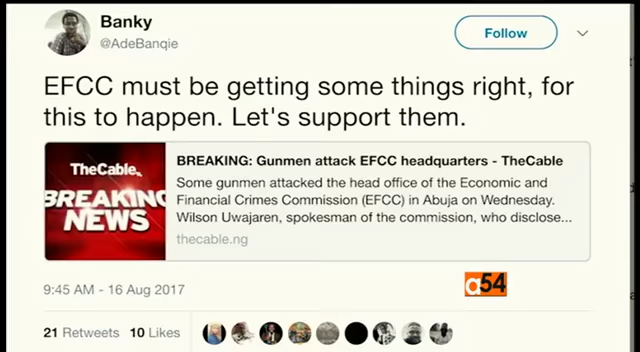 Banky
@AdeBanqie
Follow
EFCC must be getting some things right, for
this to happen. Let's support them.
TheCable.
BREAKING
NEWS
BREAKING: Gunmen attack EFCC headquarters - TheCable
Some gunmen attacked the head office of the Economic and
Financial Crimes Commission (EFCC) in Abuja on Wednesday.
Wilson Uwajaren, spokesman of the commission, who disclose...
thecable.ng
9:45 AM - 16 Aug 2017
a54
21 Retweets 10 Likes